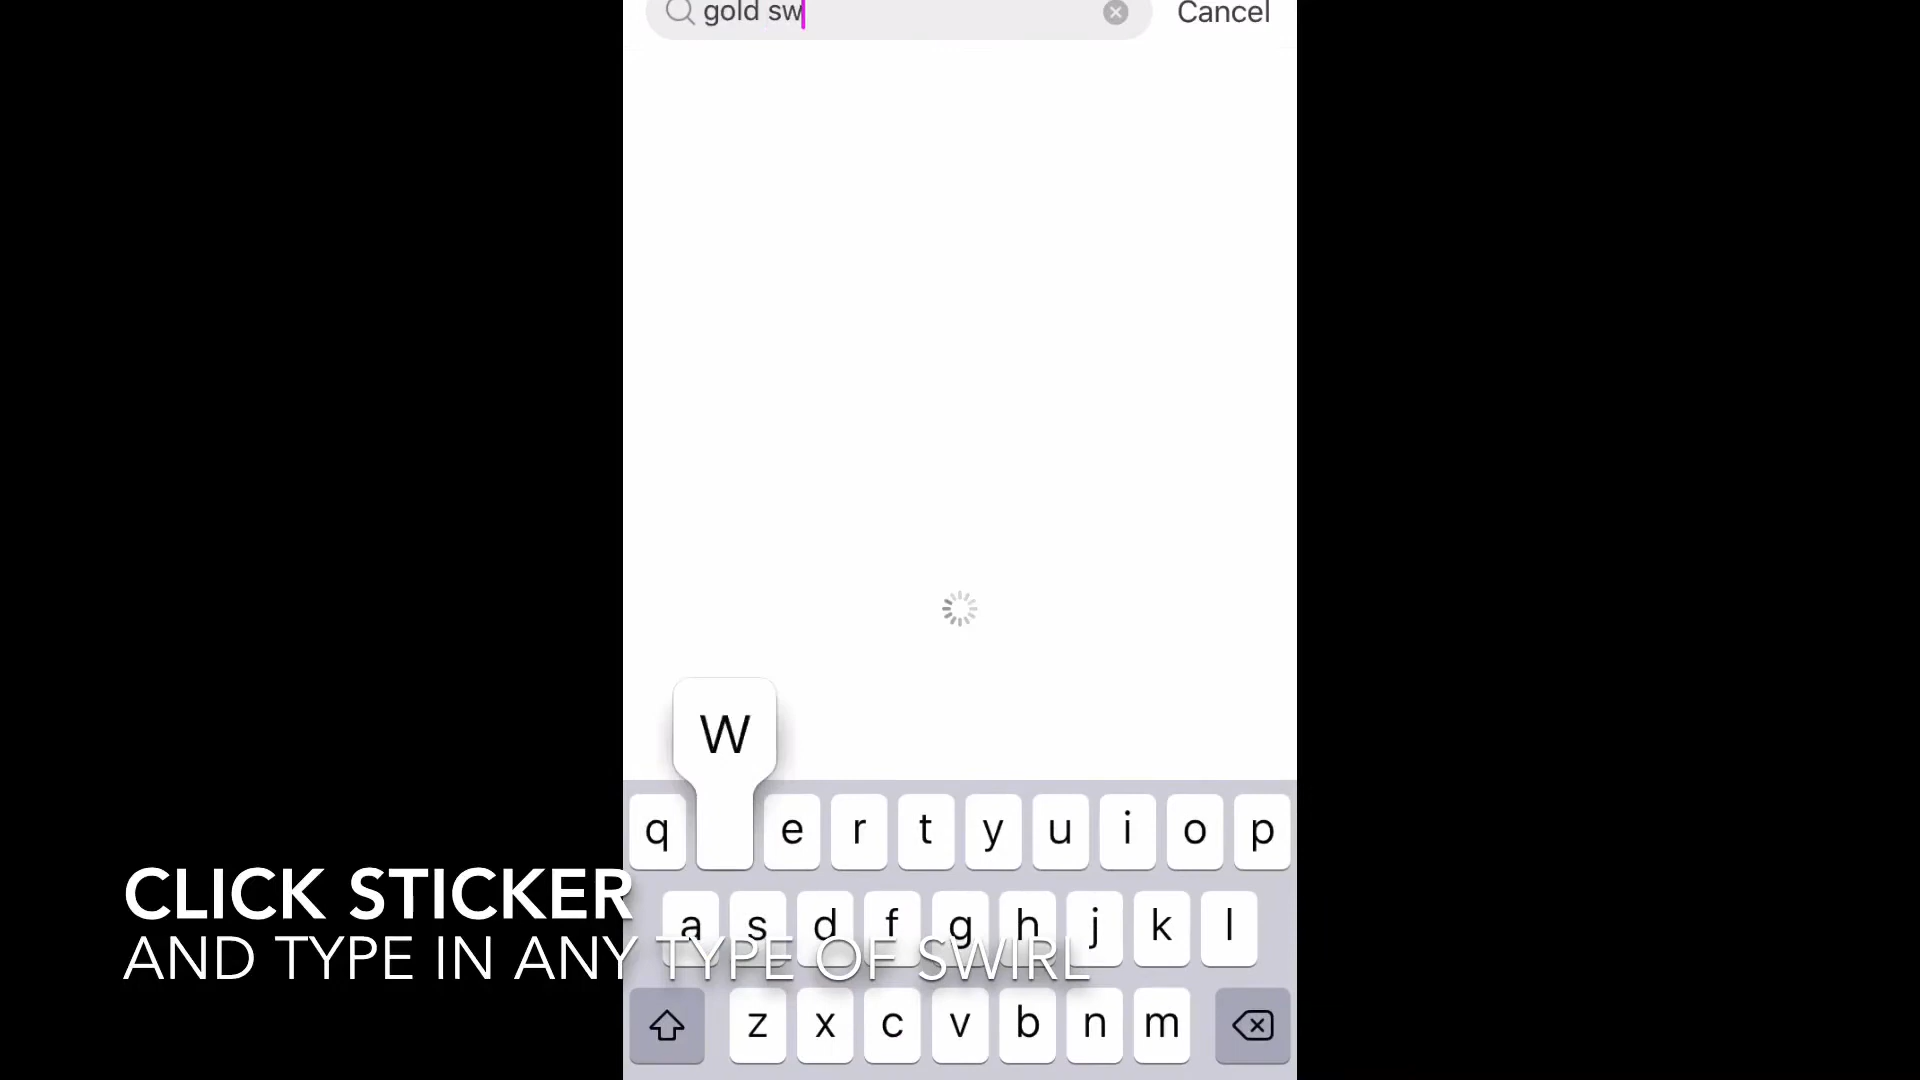 gold sw
Cancel
W
q e r t y u i o p
a s d f g h j k l
z x c v b n m
CLICK STICKER
AND TYPE IN ANY TYPE OF SWIRL